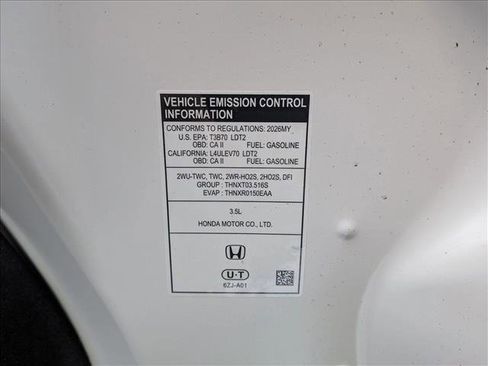 VEHICLE EMISSION CONTROL
INFORMATION
CONFORMS TO REGULATIONS: 2026MY
U.S. EPA: T3B70 LDT2
OBD: CA II FUEL: GASOLINE
CALIFORNIA: L4ULEV70 LDT2
OBD: CA II FUEL: GASOLINE
2WU-TWC, TWC, 2WR-HO2S, 2HO2S, DFI
GROUP : THNXT03.516S
EVAP : THNXR0150EAA
3.5L
HONDA MOTOR CO., LTD.
U·T
6ZJ-A01